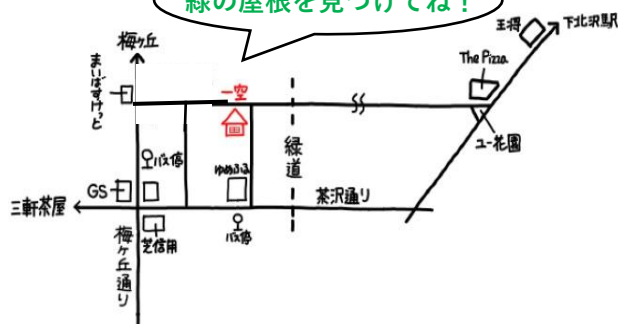 緑の屋根を見つけてね！
梅ヶ丘
王将
下北沢駅
The Pizza
まいばすけっと
一空
ユー花園
緑道
バス停
ゆめふる
GS
茶沢通り
三軒茶屋
芝信用
バス停
梅ヶ丘通り